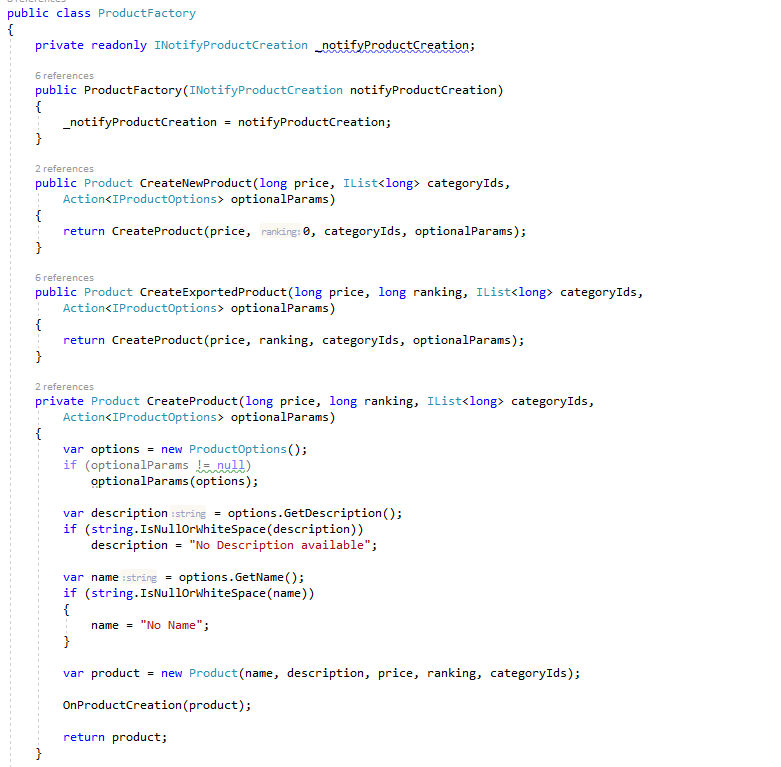 public class ProductFactory
{
private readonly INotifyProductCreation _notifyProductCreation;
6 references
public ProductFactory(INotifyProductCreation notifyProductCreation)
{
_notifyProductCreation = notifyProductCreation;
}
2 references
public Product CreateNewProduct(long price, IList<long> categoryIds,
Action<IProductOptions> optionalParams)
{
return CreateProduct(price, ranking: 0, categoryIds, optionalParams);
}
6 references
public Product CreateExportedProduct(long price, long ranking, IList<long> categoryIds,
Action<IProductOptions> optionalParams)
{
return CreateProduct(price, ranking, categoryIds, optionalParams);
}
2 references
private Product CreateProduct(long price, long ranking, IList<long> categoryIds,
Action<IProductOptions> optionalParams)
{
var options = new ProductOptions();
if (optionalParams != null)
optionalParams(options);
var description :string = options.GetDescription();
if (string.IsNullOrWhiteSpace(description))
description = "No Description available";
var name :string = options.GetName();
if (string.IsNullOrWhiteSpace(name))
{
name = "No Name";
}
var product = new Product(name, description, price, ranking, categoryIds);
OnProductCreation(product);
return product;
}